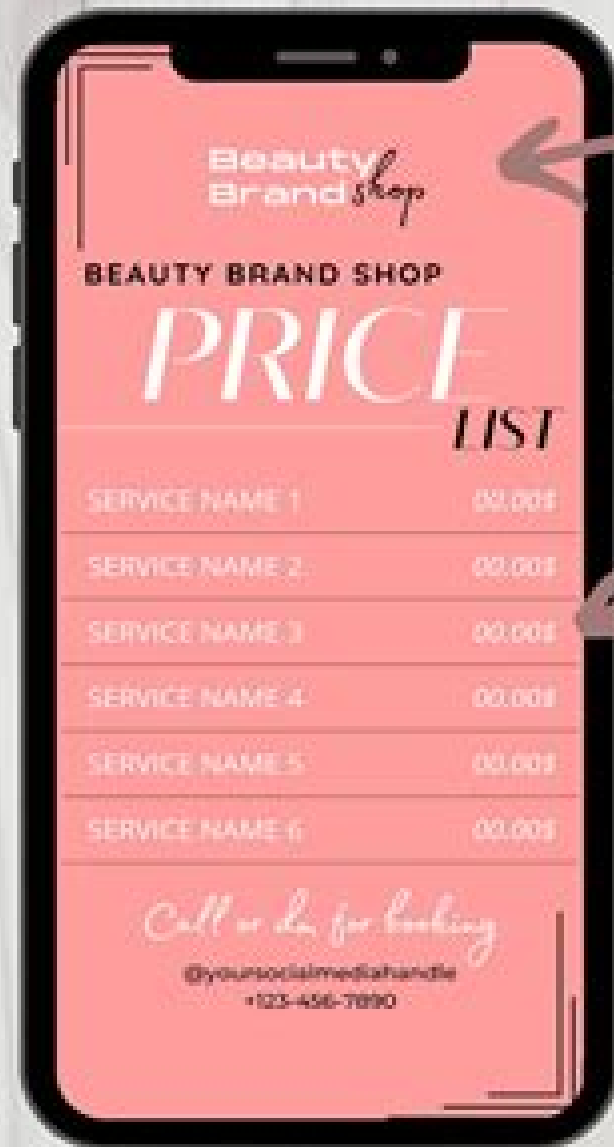 Beauty
Brand shop
BEAUTY BRAND SHOP
PRICE
LIST
SERVICE NAME 1 00.00$
SERVICE NAME 2 00.00$
SERVICE NAME 3 00.00$
SERVICE NAME 4 00.00$
SERVICE NAME 5 00.00$
SERVICE NAME 6 00.00$
Call or dm for booking
@yoursocialmediahandle
+123-456-7890